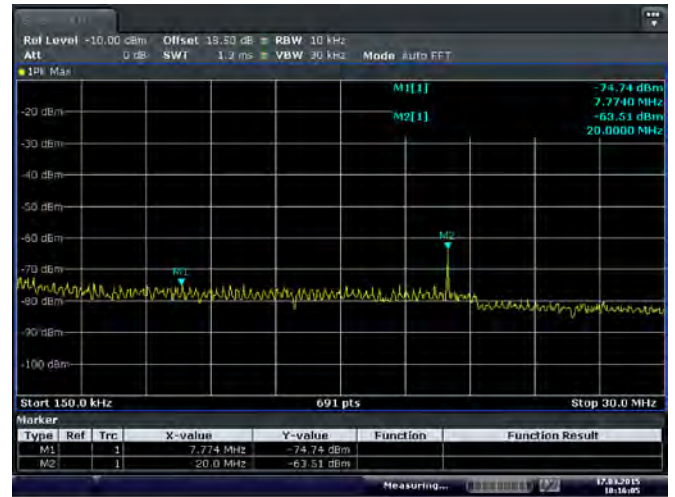 Ref Level -10.00 dBm Offset 18.50 dB RBW 10 kHz
Att 0 dB SWT 1.3 ms VBW 30 kHz Mode Auto FFT
1Pk Max
M1[1] -74.74 dBm
7.7740 MHz
-20 dBm
M2[1] -63.51 dBm
20.0000 MHz
-30 dBm
-40 dBm
-50 dBm
-60 dBm
M2
-70 dBm
M1
-80 dBm
-90 dBm
-100 dBm
Start 150.0 kHz 691 pts Stop 30.0 MHz
Marker
Type Ref Trc X-value Y-value Function Function Result
M1 1 7.774 MHz -74.74 dBm
M2 1 20.0 MHz -63.51 dBm
Measuring... 17.03.2015
10:16:05